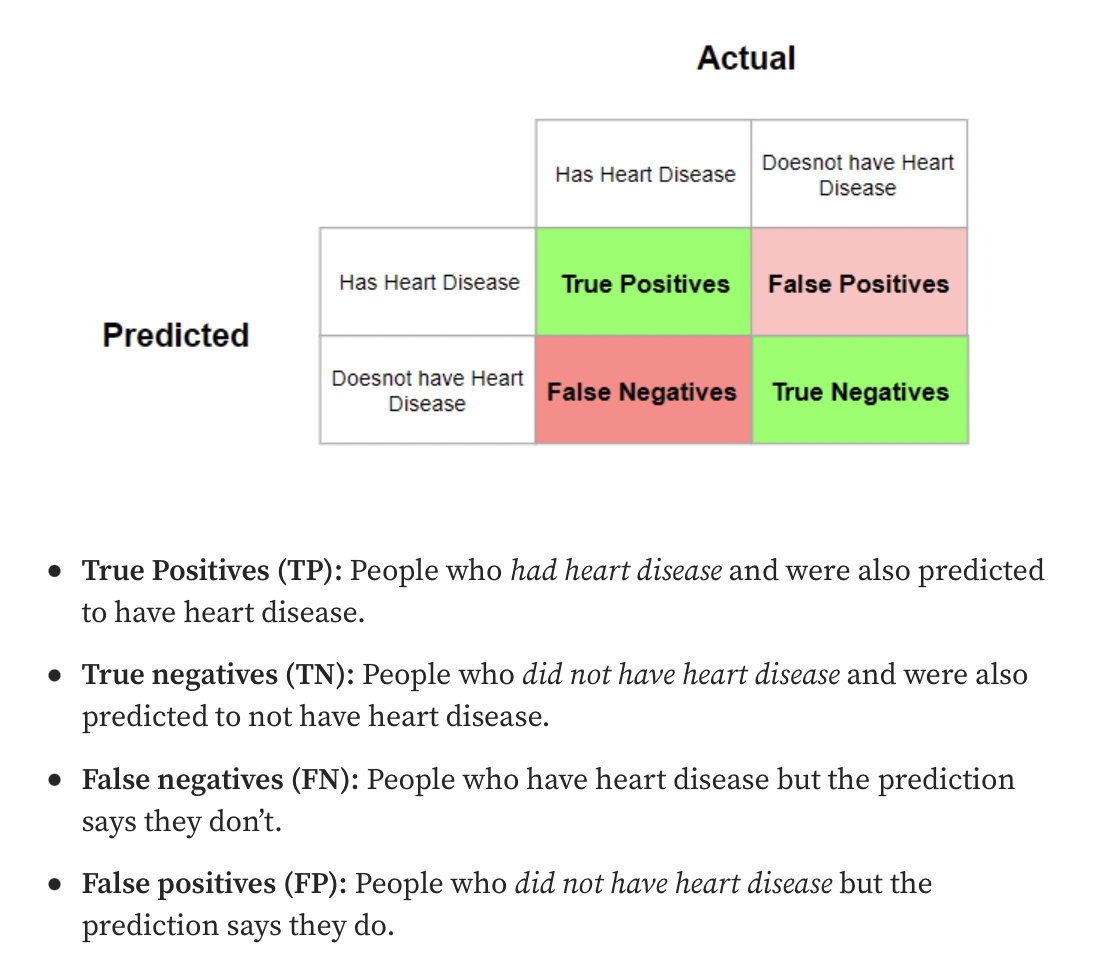 Actual
Has Heart Disease
Doesnot have Heart
Disease
Predicted
Has Heart Disease
True Positives
False Positives
Doesnot have Heart
Disease
False Negatives
True Negatives
● True Positives (TP): People who had heart disease and were also predicted
to have heart disease.
● True negatives (TN): People who did not have heart disease and were also
predicted to not have heart disease.
● False negatives (FN): People who have heart disease but the prediction
says they don’t.
● False positives (FP): People who did not have heart disease but the
prediction says they do.